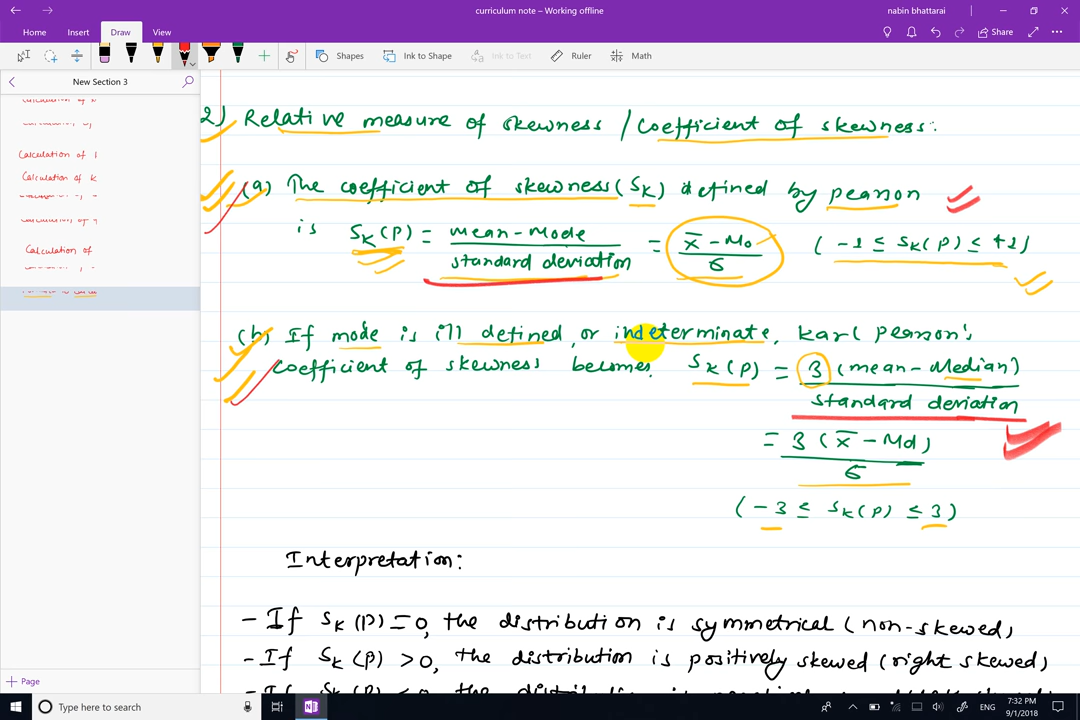 curriculum note – Working offline
nabin bhattarai
Home Insert Draw View
Share
Shapes Ink to Shape Ink to Text Ruler Math
New Section 3
Calculation of
Calculation of k
Calculation of
2) Relative measure of skewness / coefficient of skewness:
(a) The coefficient of skewness (Sk) defined by pearson
is Sk(P) = mean - Mode / standard deviation = x̄ - Mo / σ (-1 ≤ Sk(P) ≤ +1)
(b) If mode is ill defined, or indeterminate, karl pearson's
coefficient of skewness becomes. Sk(P) = 3 (mean - Median) / standard deviation
= 3 (x̄ - Md) / σ
(-3 ≤ Sk(P) ≤ 3)
Interpretation:
- If Sk(P) = 0, the distribution is symmetrical (non-skewed)
- If Sk(P) > 0, the distribution is positively skewed (right skewed)
+ Page
Type here to search
ENG
7:32 PM
9/1/2018